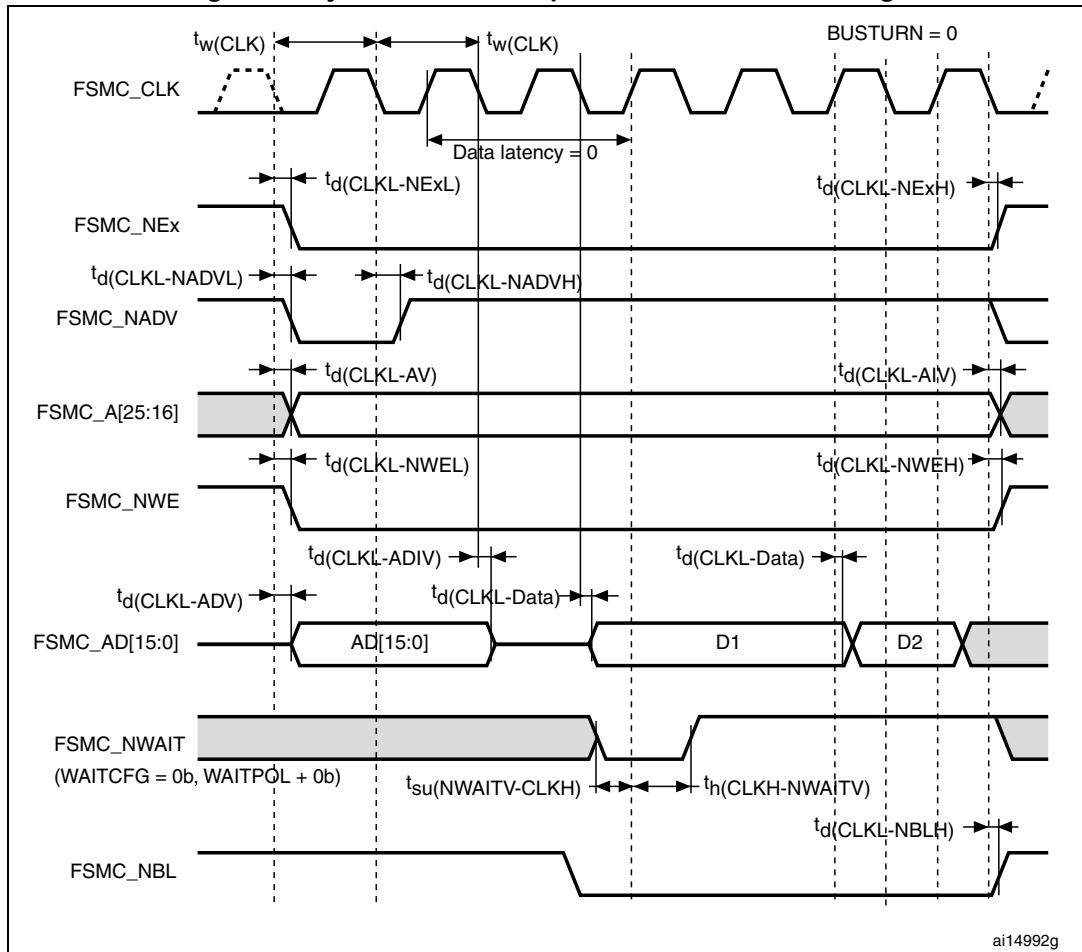 tw(CLK)
tw(CLK)
BUSTURN = 0
FSMC_CLK
Data latency = 0
td(CLKL-NExL)
td(CLKL-NExH)
FSMC_NEx
td(CLKL-NADVL)
td(CLKL-NADVH)
FSMC_NADV
td(CLKL-AV)
td(CLKL-AIV)
FSMC_A[25:16]
td(CLKL-NWEL)
td(CLKL-NWEH)
FSMC_NWE
td(CLKL-ADIV)
td(CLKL-Data)
td(CLKL-ADV)
td(CLKL-Data)
FSMC_AD[15:0]
AD[15:0]
D1
D2
FSMC_NWAIT
(WAITCFG = 0b, WAITPOL + 0b)
tsu(NWAITV-CLKH)
th(CLKH-NWAITV)
td(CLKL-NBLH)
FSMC_NBL
ai14992g